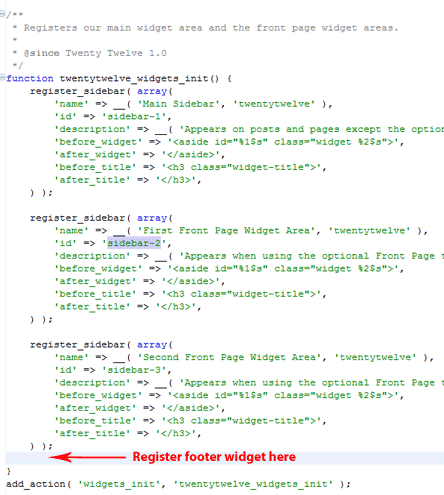 /**
 * Registers our main widget area and the front page widget areas.
 *
 * @since Twenty Twelve 1.0
 */
function twentytwelve_widgets_init() {
    register_sidebar( array(
        'name' => __( 'Main Sidebar', 'twentytwelve' ),
        'id' => 'sidebar-1',
        'description' => __( 'Appears on posts and pages except the option
        'before_widget' => '<aside id="%1$s" class="widget %2$s">',
        'after_widget' => '</aside>',
        'before_title' => '<h3 class="widget-title">',
        'after_title' => '</h3>',
    ) );

    register_sidebar( array(
        'name' => __( 'First Front Page Widget Area', 'twentytwelve' ),
        'id' => 'sidebar-2',
        'description' => __( 'Appears when using the optional Front Page t
        'before_widget' => '<aside id="%1$s" class="widget %2$s">',
        'after_widget' => '</aside>',
        'before_title' => '<h3 class="widget-title">',
        'after_title' => '</h3>',
    ) );

    register_sidebar( array(
        'name' => __( 'Second Front Page Widget Area', 'twentytwelve' ),
        'id' => 'sidebar-3',
        'description' => __( 'Appears when using the optional Front Page t
        'before_widget' => '<aside id="%1$s" class="widget %2$s">',
        'after_widget' => '</aside>',
        'before_title' => '<h3 class="widget-title">',
        'after_title' => '</h3>',
    ) );
Register footer widget here
}
add_action( 'widgets_init', 'twentytwelve_widgets_init' );